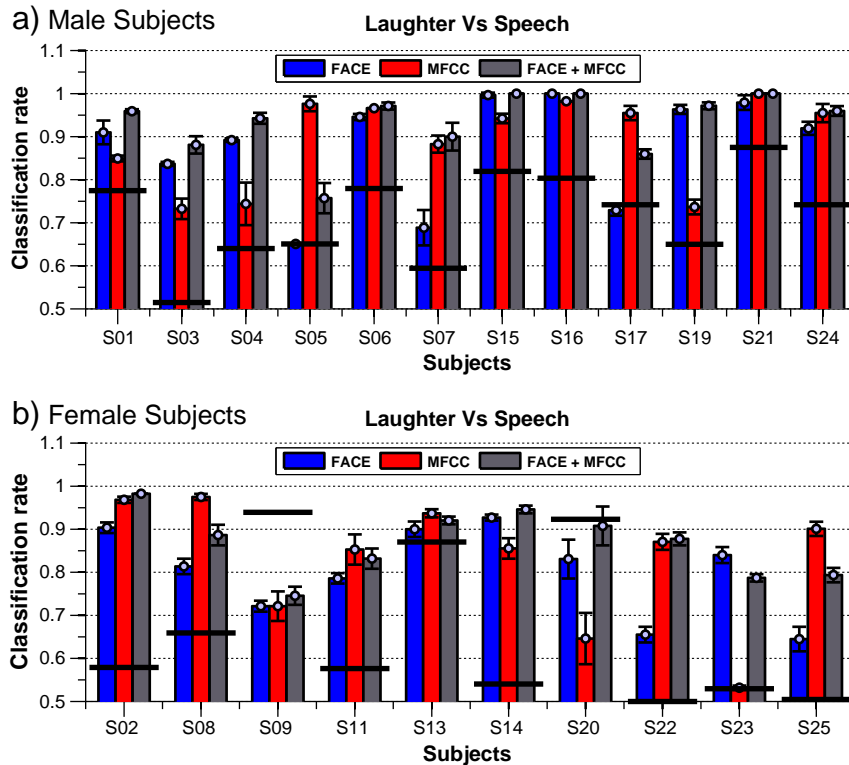 a) Male Subjects
Laughter Vs Speech
FACE MFCC FACE + MFCC
Classification rate
1.1
1
0.9
0.8
0.7
0.6
0.5
S01 S03 S04 S05 S06 S07 S15 S16 S17 S19 S21 S24
Subjects
b) Female Subjects
Laughter Vs Speech
FACE MFCC FACE + MFCC
Classification rate
1.1
1
0.9
0.8
0.7
0.6
0.5
S02 S08 S09 S11 S13 S14 S20 S22 S23 S25
Subjects